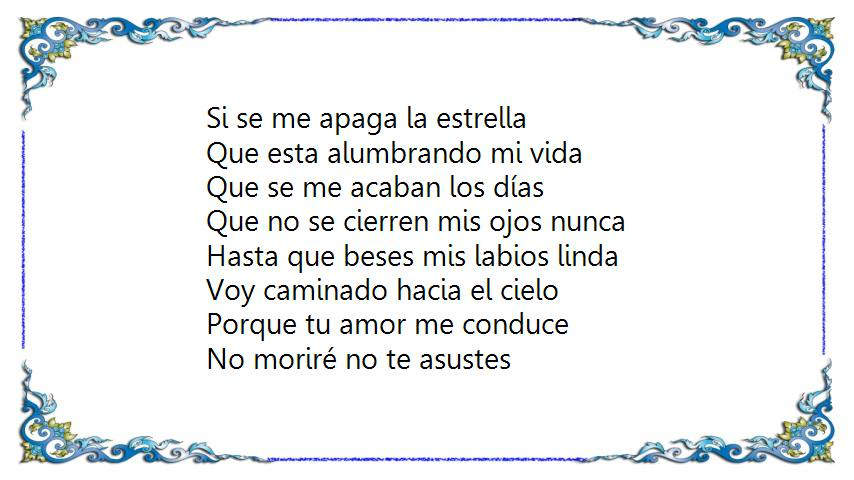 Si se me apaga la estrella
Que esta alumbrando mi vida
Que se me acaban los días
Que no se cierren mis ojos nunca
Hasta que beses mis labios linda
Voy caminado hacia el cielo
Porque tu amor me conduce
No moriré no te asustes